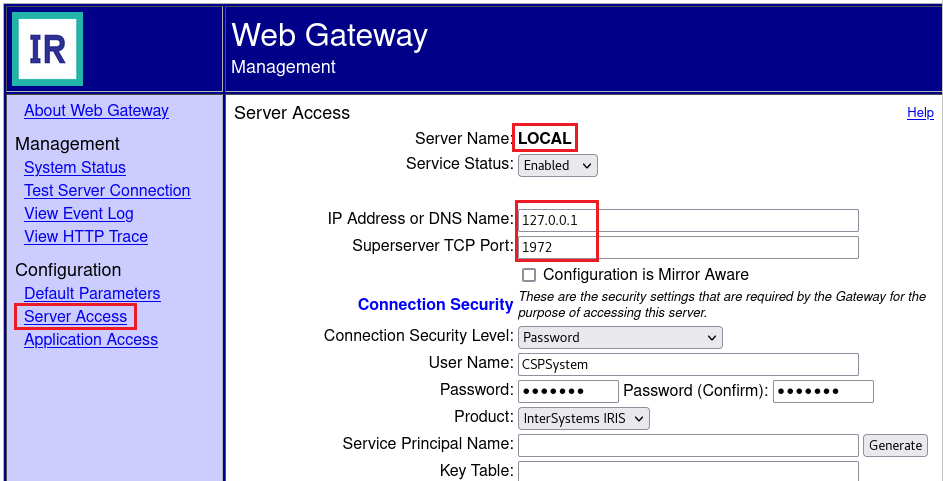 IR
Web Gateway
Management
About Web Gateway
Management
System Status
Test Server Connection
View Event Log
View HTTP Trace
Configuration
Default Parameters
Server Access
Application Access
Server Access Help
Server Name: LOCAL
Service Status: Enabled
IP Address or DNS Name: 127.0.0.1
Superserver TCP Port: 1972
Configuration is Mirror Aware
Connection Security These are the security settings that are required by the Gateway for the
purpose of accessing this server.
Connection Security Level: Password
User Name: CSPSystem
Password: ••••••• Password (Confirm): •••••••
Product: InterSystems IRIS
Service Principal Name: Generate
Key Table: